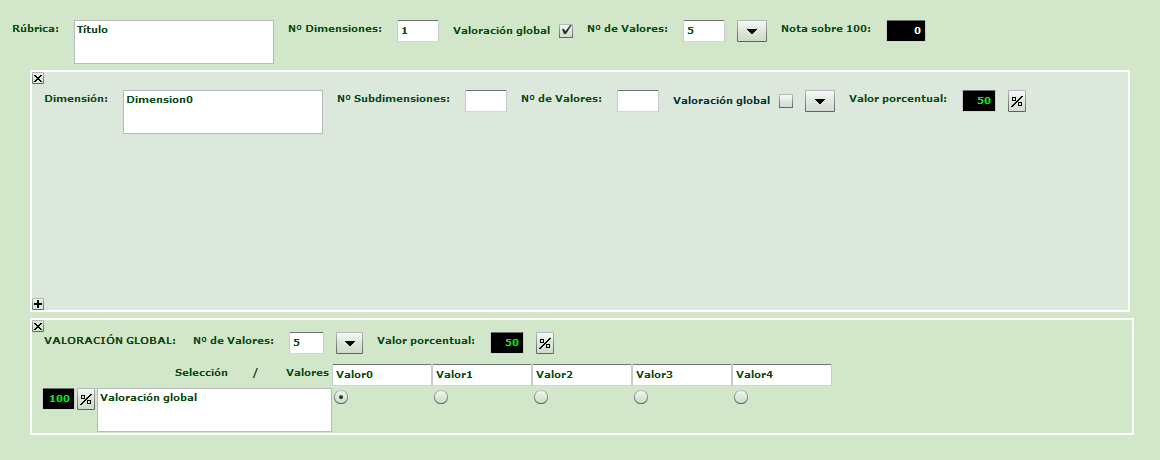 Rúbrica: Título Nº Dimensiones: 1 Valoración global Nº de Valores: 5 Nota sobre 100: 0
Dimensión: Dimension0 Nº Subdimensiones: Nº de Valores: Valoración global Valor porcentual: 50 %
VALORACIÓN GLOBAL: Nº de Valores: 5 Valor porcentual: 50 %
Selección / Valores Valor0 Valor1 Valor2 Valor3 Valor4
100 % Valoración global